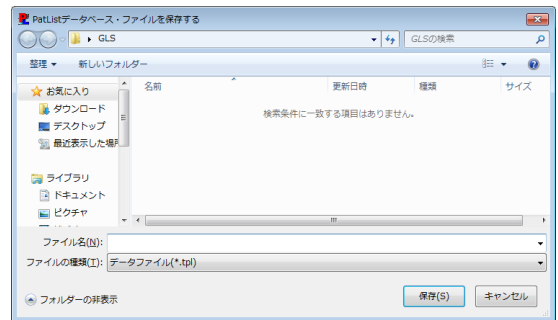 PatListデータベース・ファイルを保存する
GLS
GLSの検索
整理 新しいフォルダー
お気に入り
ダウンロード
デスクトップ
最近表示した場所
ライブラリ
ドキュメント
ピクチャ
名前 更新日時 種類 サイズ
検索条件に一致する項目はありません。
ファイル名(N):
ファイルの種類(T): データファイル(*.tpl)
フォルダーの非表示 保存(S) キャンセル